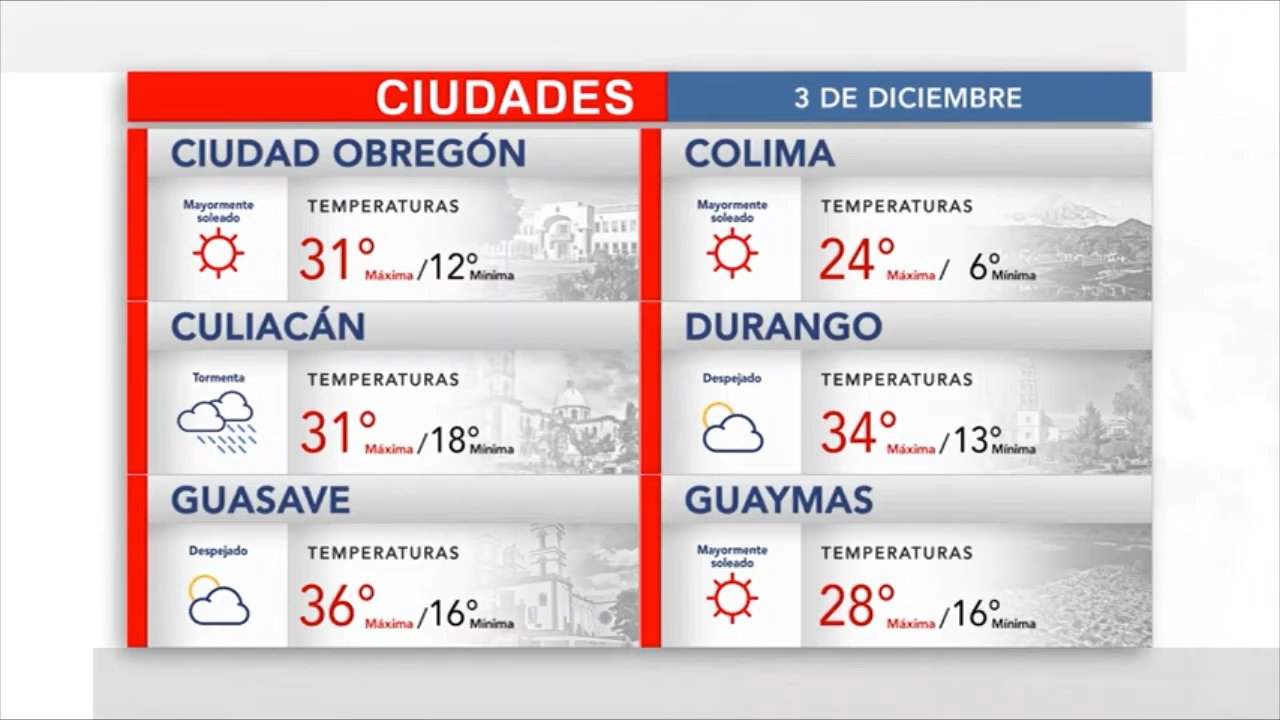 CIUDADES
3 DE DICIEMBRE
CIUDAD OBREGÓN
Mayormente
soleado
TEMPERATURAS
31° Máxima /12° Mínima
COLIMA
Mayormente
soleado
TEMPERATURAS
24° Máxima / 6° Mínima
CULIACÁN
Tormenta
TEMPERATURAS
31° Máxima /18° Mínima
DURANGO
Despejado
TEMPERATURAS
34° Máxima /13° Mínima
GUASAVE
Despejado
TEMPERATURAS
36° Máxima /16° Mínima
GUAYMAS
Mayormente
soleado
TEMPERATURAS
28° Máxima /16° Mínima